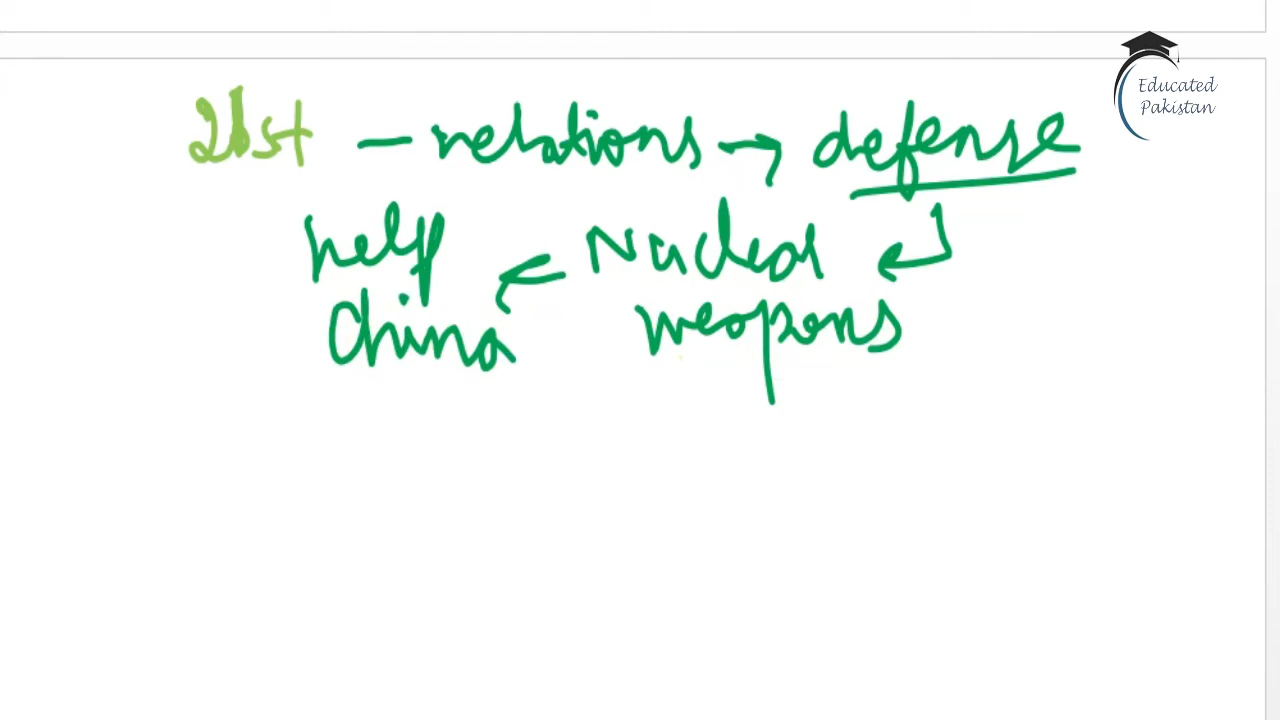 Educated
Pakistan
21st - relations → defense
help ← Nuclear ↲
China weapons